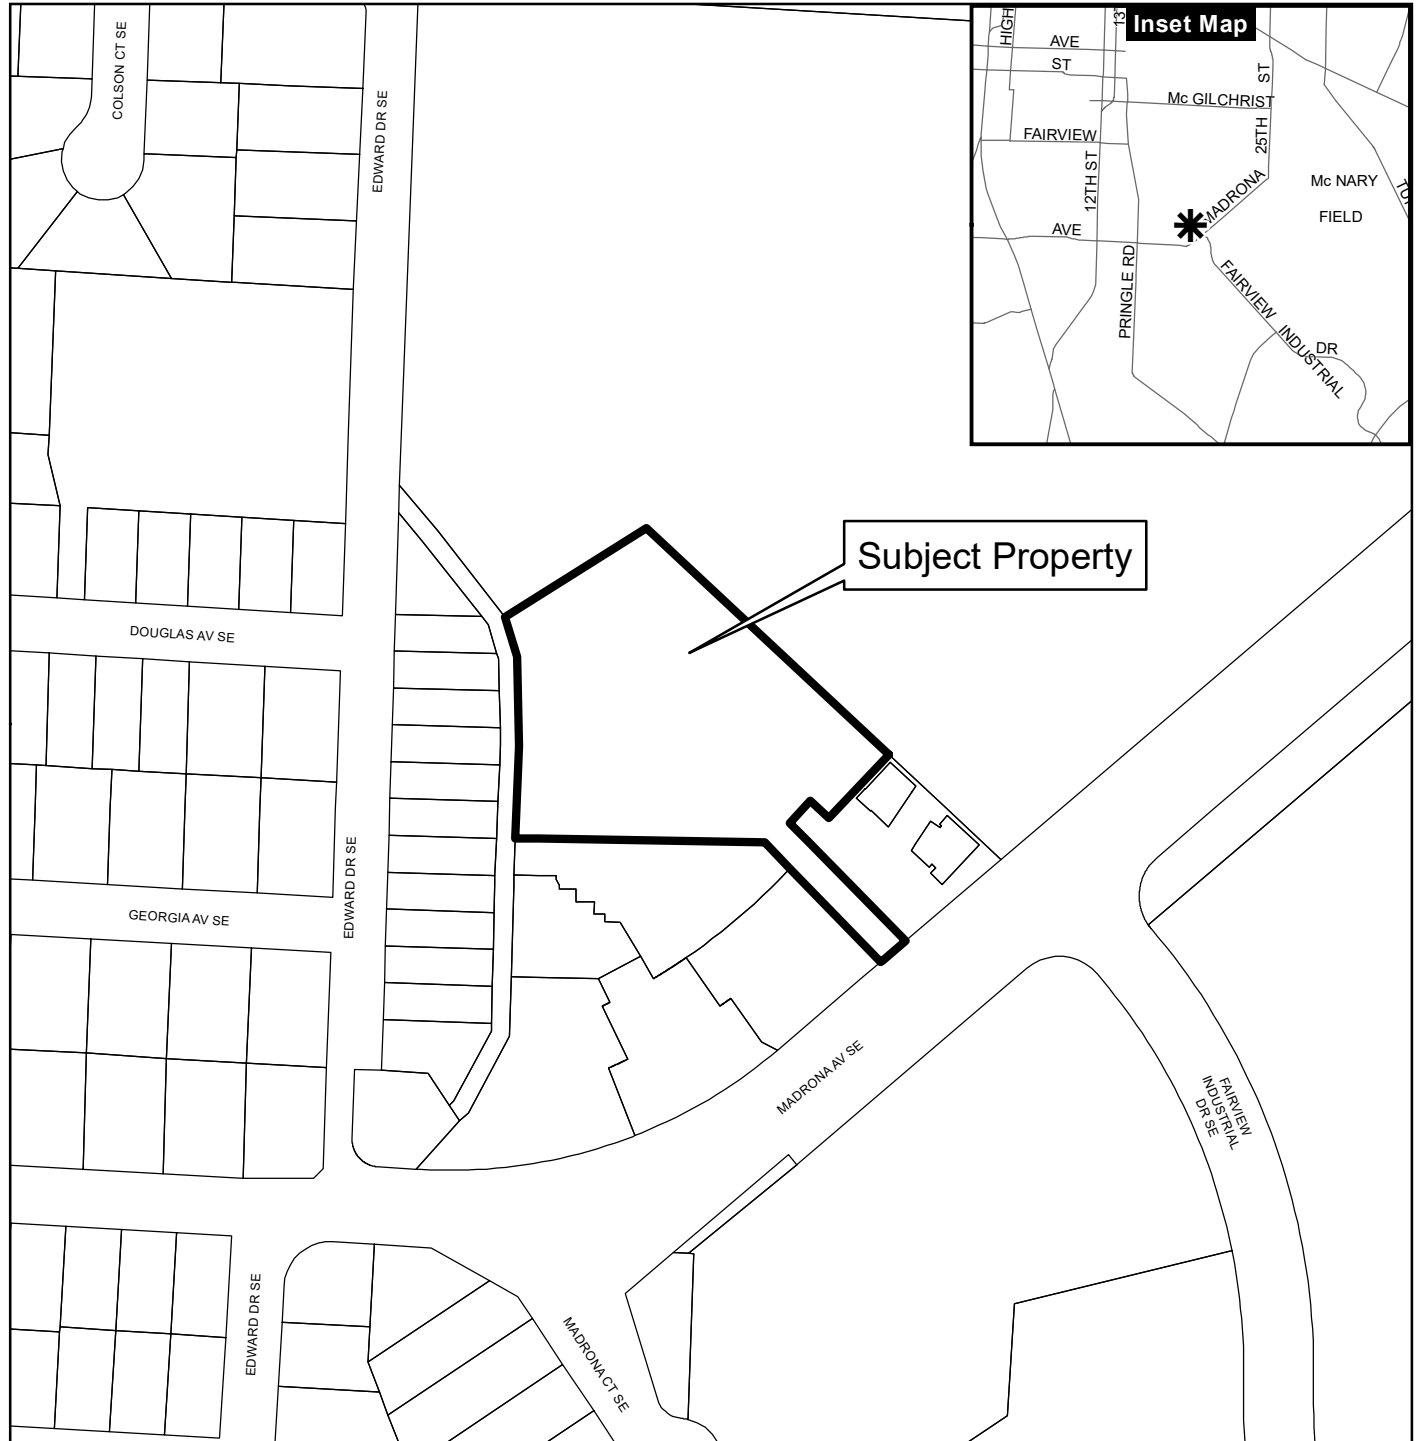 COLSON CT SE
EDWARD DR SE
Inset Map
HIGH
13T
AVE
ST
Mc GILCHRIST
ST
25TH
FAIRVIEW
12TH ST
Mc NARY
FIELD
MADRONA
AVE
PRINGLE RD
FAIRVIEW
INDUSTRIAL
DR
Subject Property
DOUGLAS AV SE
EDWARD DR SE
GEORGIA AV SE
MADRONA AV SE
FAIRVIEW
INDUSTRIAL
DR SE
EDWARD DR SE
MADRONA CT SE